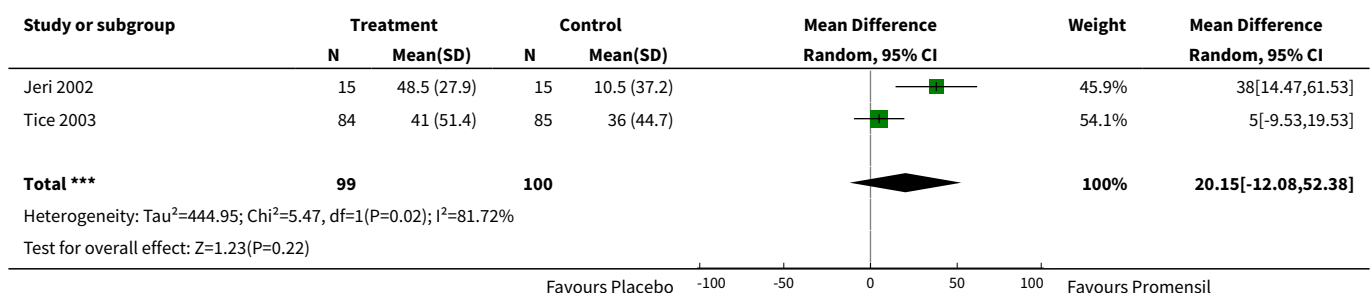 Study or subgroup Treatment Control Mean Difference Weight Mean Difference
N Mean(SD) N Mean(SD) Random, 95% CI Random, 95% CI
Jeri 2002 15 48.5 (27.9) 15 10.5 (37.2) 45.9% 38[14.47,61.53]
Tice 2003 84 41 (51.4) 85 36 (44.7) 54.1% 5[-9.53,19.53]
Total *** 99 100 100% 20.15[-12.08,52.38]
Heterogeneity: Tau²=444.95; Chi²=5.47, df=1(P=0.02); I²=81.72%
Test for overall effect: Z=1.23(P=0.22)
Favours Placebo -100 -50 0 50 100 Favours Promensil